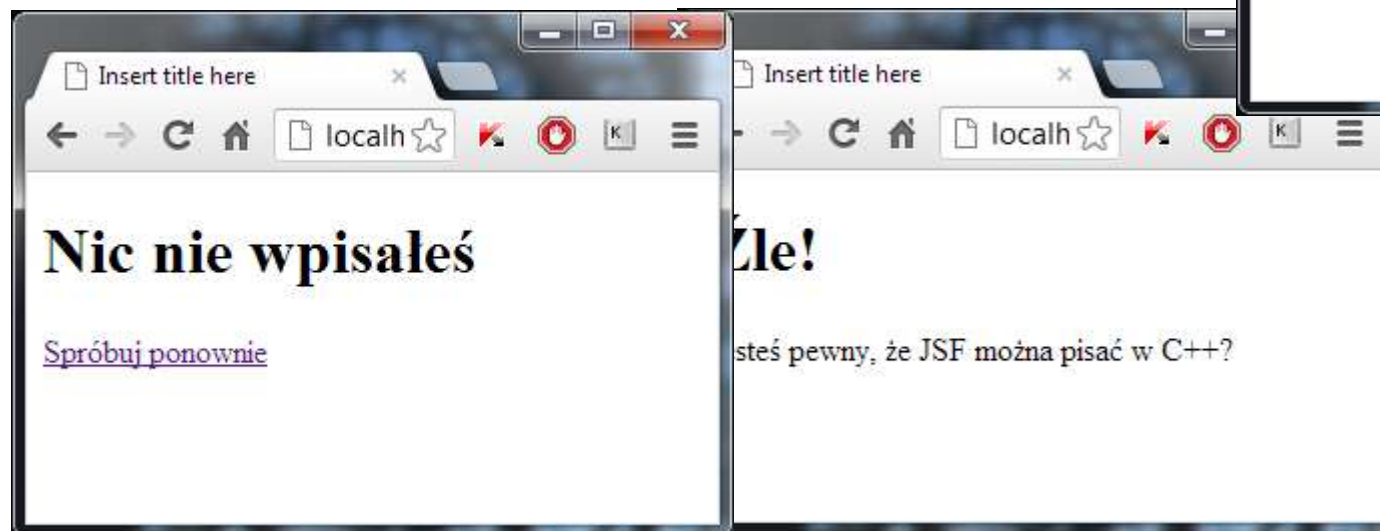 Insert title here
localh
Nic nie wpisałeś
Spróbuj ponownie
Insert title here
localh
Źle!
steś pewny, że JSF można pisać w C++?